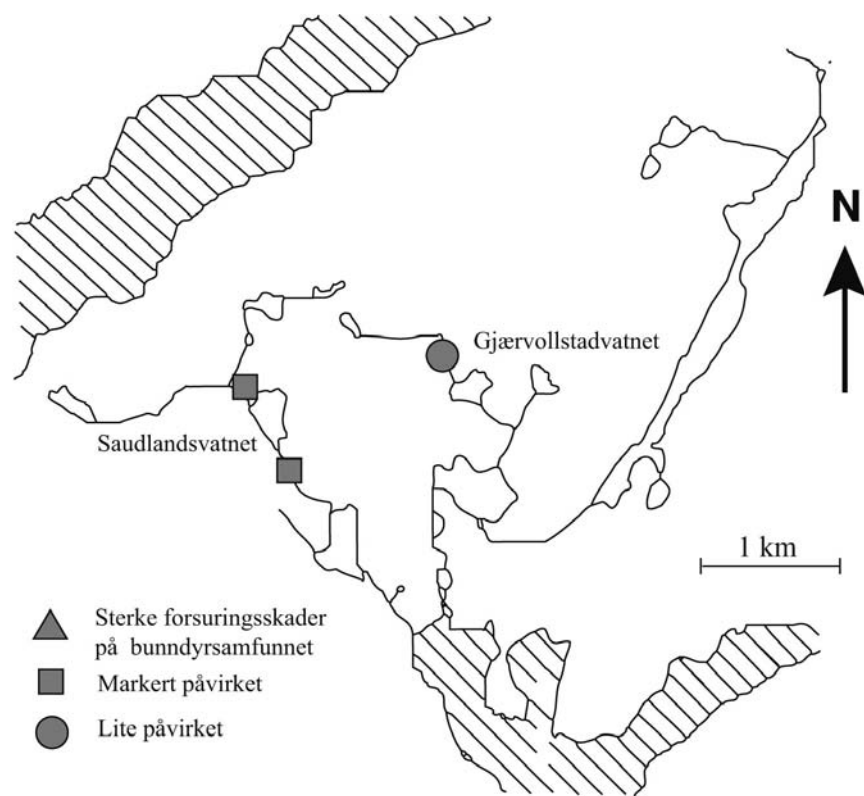 N
Gjærvollstadvatnet
Saudlandsvatnet
1 km
Sterke forsuringsskader
på bunndyrsamfunnet
Markert påvirket
Lite påvirket